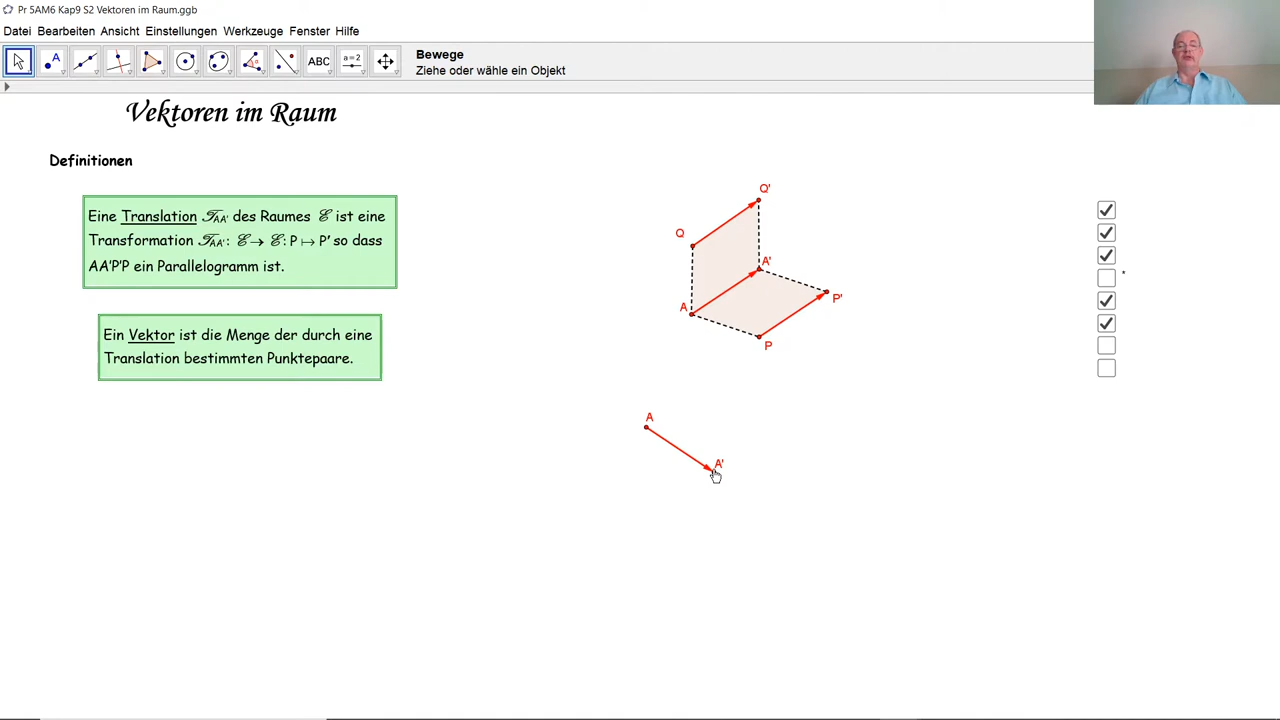 Pr 5AM6 Kap9 S2 Vektoren im Raum.ggb
Datei Bearbeiten Ansicht Einstellungen Werkzeuge Fenster Hilfe
A
ABC
a=2
Bewege
Ziehe oder wähle ein Objekt
Vektoren im Raum
Definitionen
Eine Translation 𝒯AA' des Raumes ℰ ist eine
Transformation 𝒯AA' : ℰ → ℰ : P ↦ P' so dass
AA'P'P ein Parallelogramm ist.
Ein Vektor ist die Menge der durch eine
Translation bestimmten Punktepaare.
Q'
Q
A'
A
P'
P
A
A'